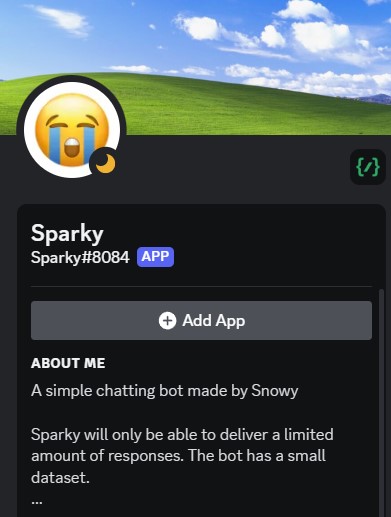 Sparky
Sparky#8084 APP
Add App
ABOUT ME
A simple chatting bot made by Snowy
Sparky will only be able to deliver a limited
amount of responses. The bot has a small
dataset.
...